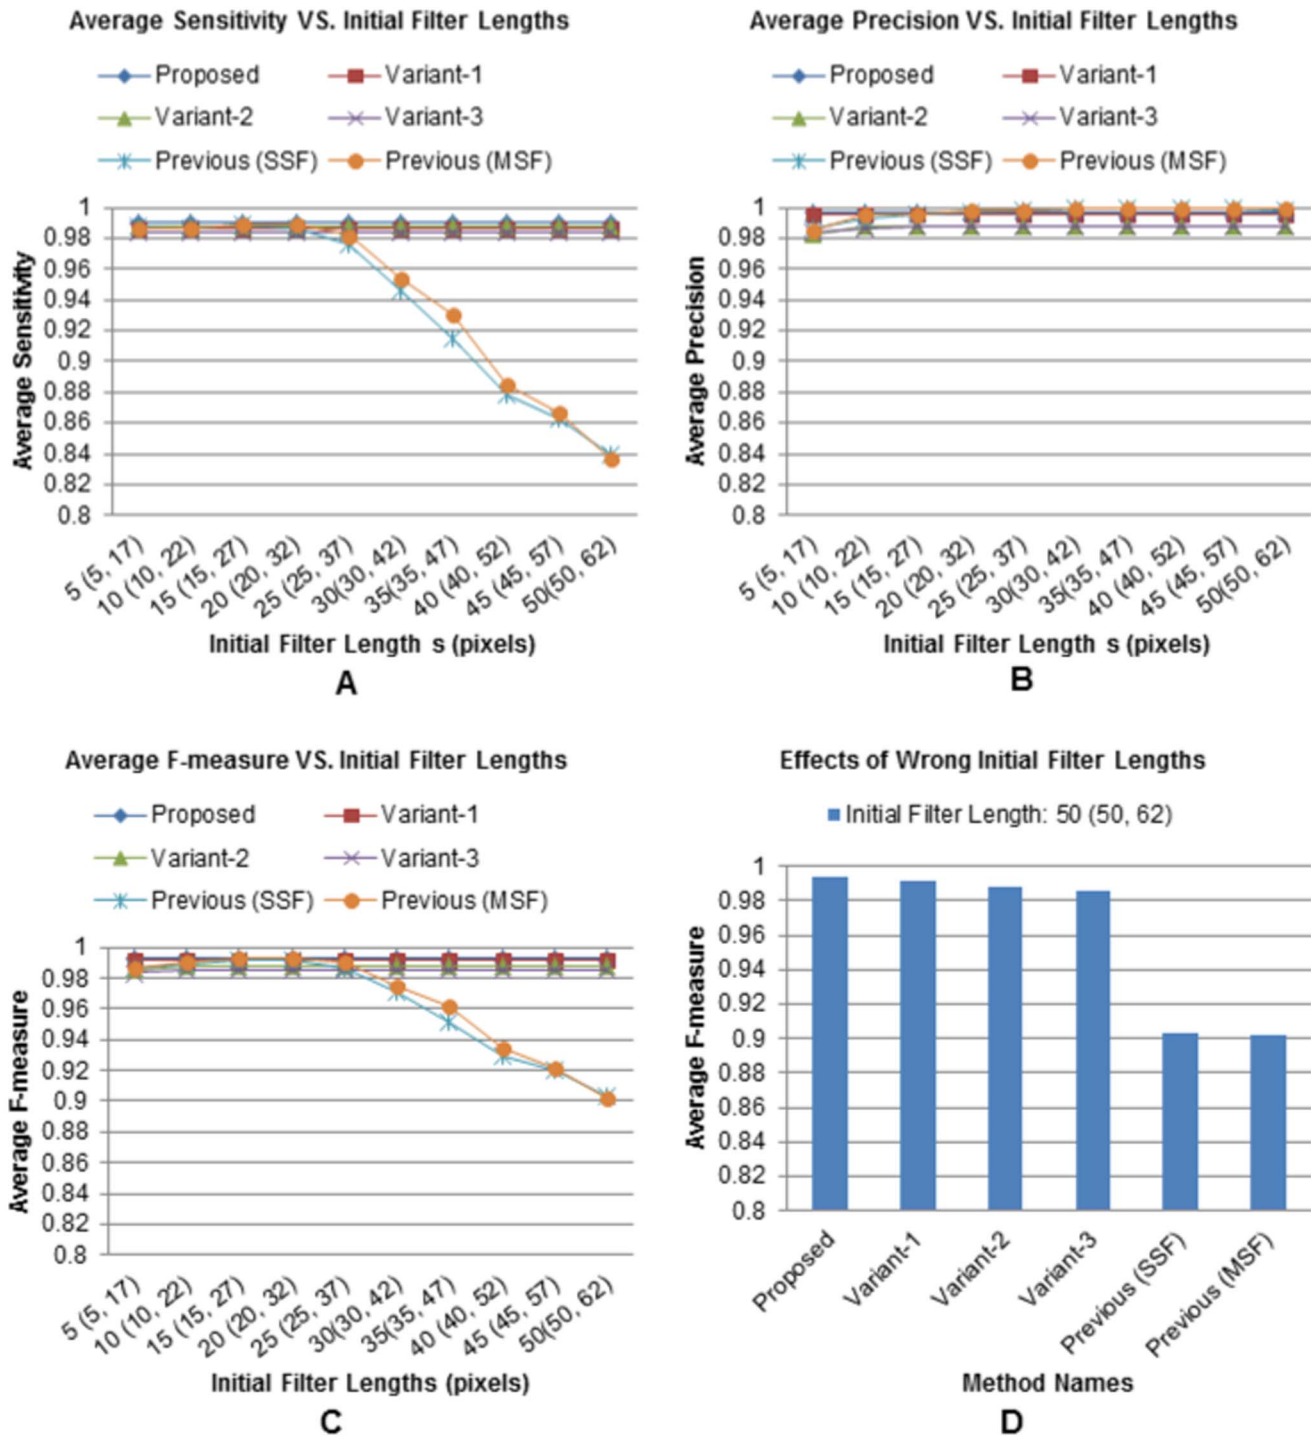 Average Sensitivity VS. Initial Filter Lengths
Proposed Variant-1
Variant-2 Variant-3
Previous (SSF) Previous (MSF)
1
0.98
0.96
0.94
0.92
0.9
0.88
0.86
0.84
0.82
0.8
Average Sensitivity
5 (5, 17)
10 (10, 22)
15 (15, 27)
20 (20, 32)
25 (25, 37)
30(30, 42)
35(35, 47)
40 (40, 52)
45 (45, 57)
50(50, 62)
Initial Filter Length s (pixels)
A
Average Precision VS. Initial Filter Lengths
Proposed Variant-1
Variant-2 Variant-3
Previous (SSF) Previous (MSF)
1
0.98
0.96
0.94
0.92
0.9
0.88
0.86
0.84
0.82
0.8
Average Precision
5 (5, 17)
10 (10, 22)
15 (15, 27)
20 (20, 32)
25 (25, 37)
30(30, 42)
35(35, 47)
40 (40, 52)
45 (45, 57)
50(50, 62)
Initial Filter Length s (pixels)
B
Average F-measure VS. Initial Filter Lengths
Proposed Variant-1
Variant-2 Variant-3
Previous (SSF) Previous (MSF)
1
0.98
0.96
0.94
0.92
0.9
0.88
0.86
0.84
0.82
0.8
Average F-measure
5 (5, 17)
10 (10, 22)
15 (15, 27)
20 (20, 32)
25 (25, 37)
30(30, 42)
35(35, 47)
40 (40, 52)
45 (45, 57)
50(50, 62)
Initial Filter Lengths (pixels)
C
Effects of Wrong Initial Filter Lengths
Initial Filter Length: 50 (50, 62)
1
0.98
0.96
0.94
0.92
0.9
0.88
0.86
0.84
0.82
0.8
Average F-measure
Proposed
Variant-1
Variant-2
Variant-3
Previous (SSF)
Previous (MSF)
Method Names
D